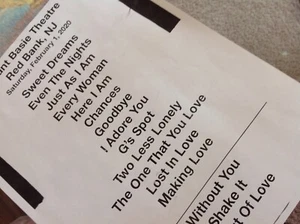 nt Basie Theatre
Red Bank, NJ
Saturday, February 1, 2020
Sweet Dreams
Even The Nights
Just As I Am
Every Woman
Here I Am
Chances
Goodbye
I Adore You
G's Spot
Two Less Lonely
The One That You Love
Lost In Love
Making Love
Without You
Shake It
t Of Love